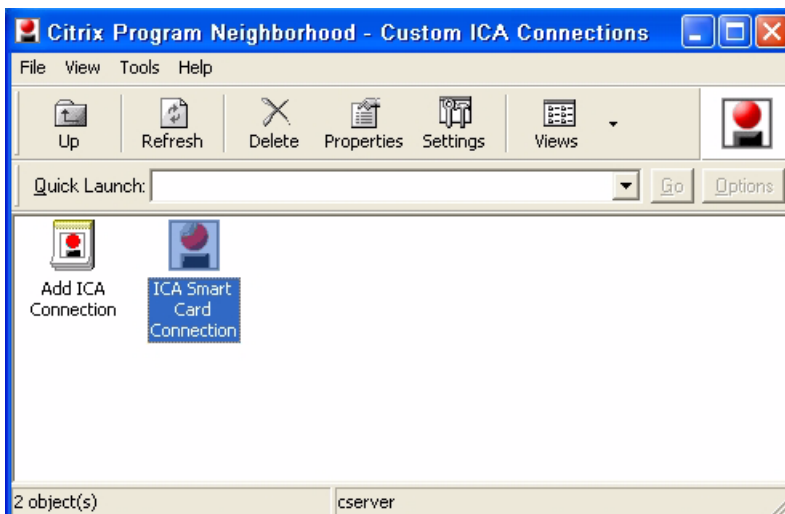 Citrix Program Neighborhood - Custom ICA Connections
File View Tools Help
Up Refresh Delete Properties Settings Views
Quick Launch: Go Options
Add ICA
Connection
ICA Smart
Card
Connection
2 object(s) cserver